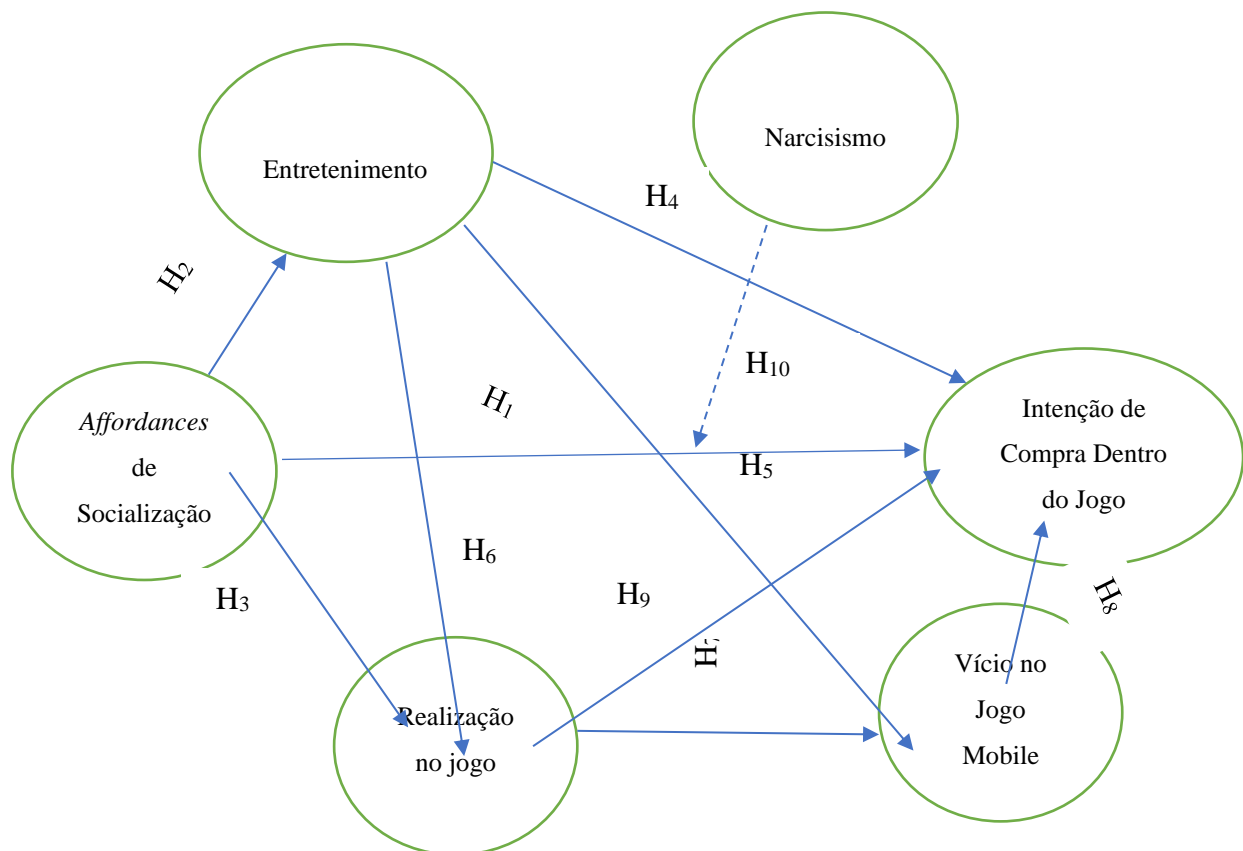 Narcisismo
Entretenimento
H4
H2
H10
Affordances
de
Socialização
H1
Intenção de
Compra Dentro
do Jogo
H5
H6
H3
H9
H8
Vício no
Jogo
Mobile
Realização
no jogo